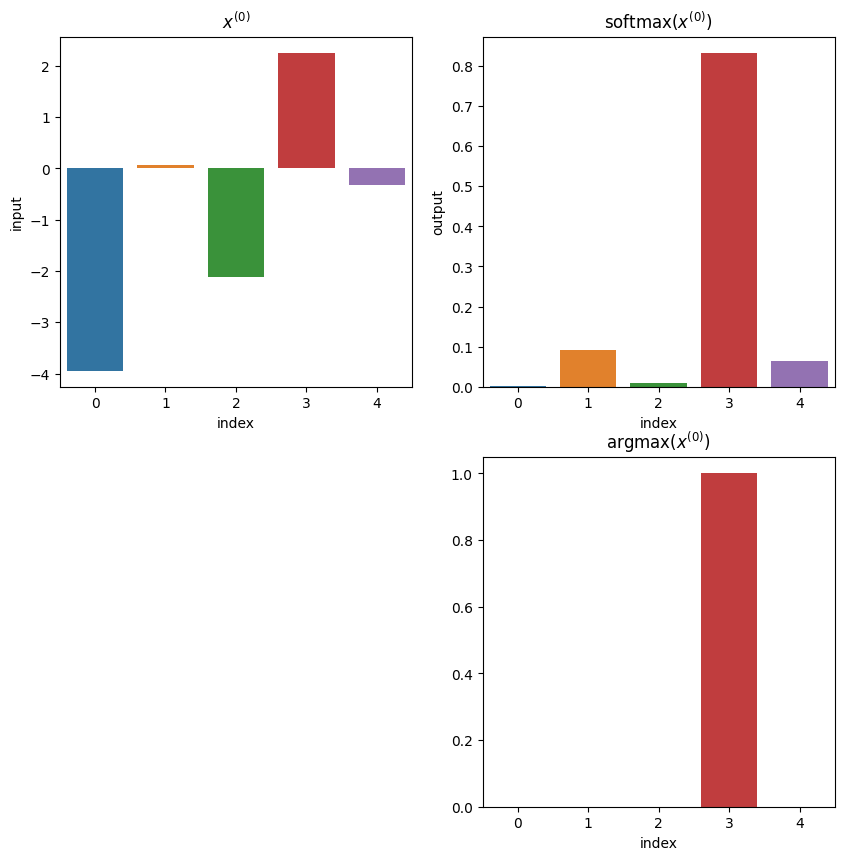 x^(0)
input
2
1
0
−1
−2
−3
−4
0 1 2 3 4
index
softmax(x^(0))
output
0.8
0.7
0.6
0.5
0.4
0.3
0.2
0.1
0.0
0 1 2 3 4
index
argmax(x^(0))
1.0
0.8
0.6
0.4
0.2
0.0
0 1 2 3 4
index